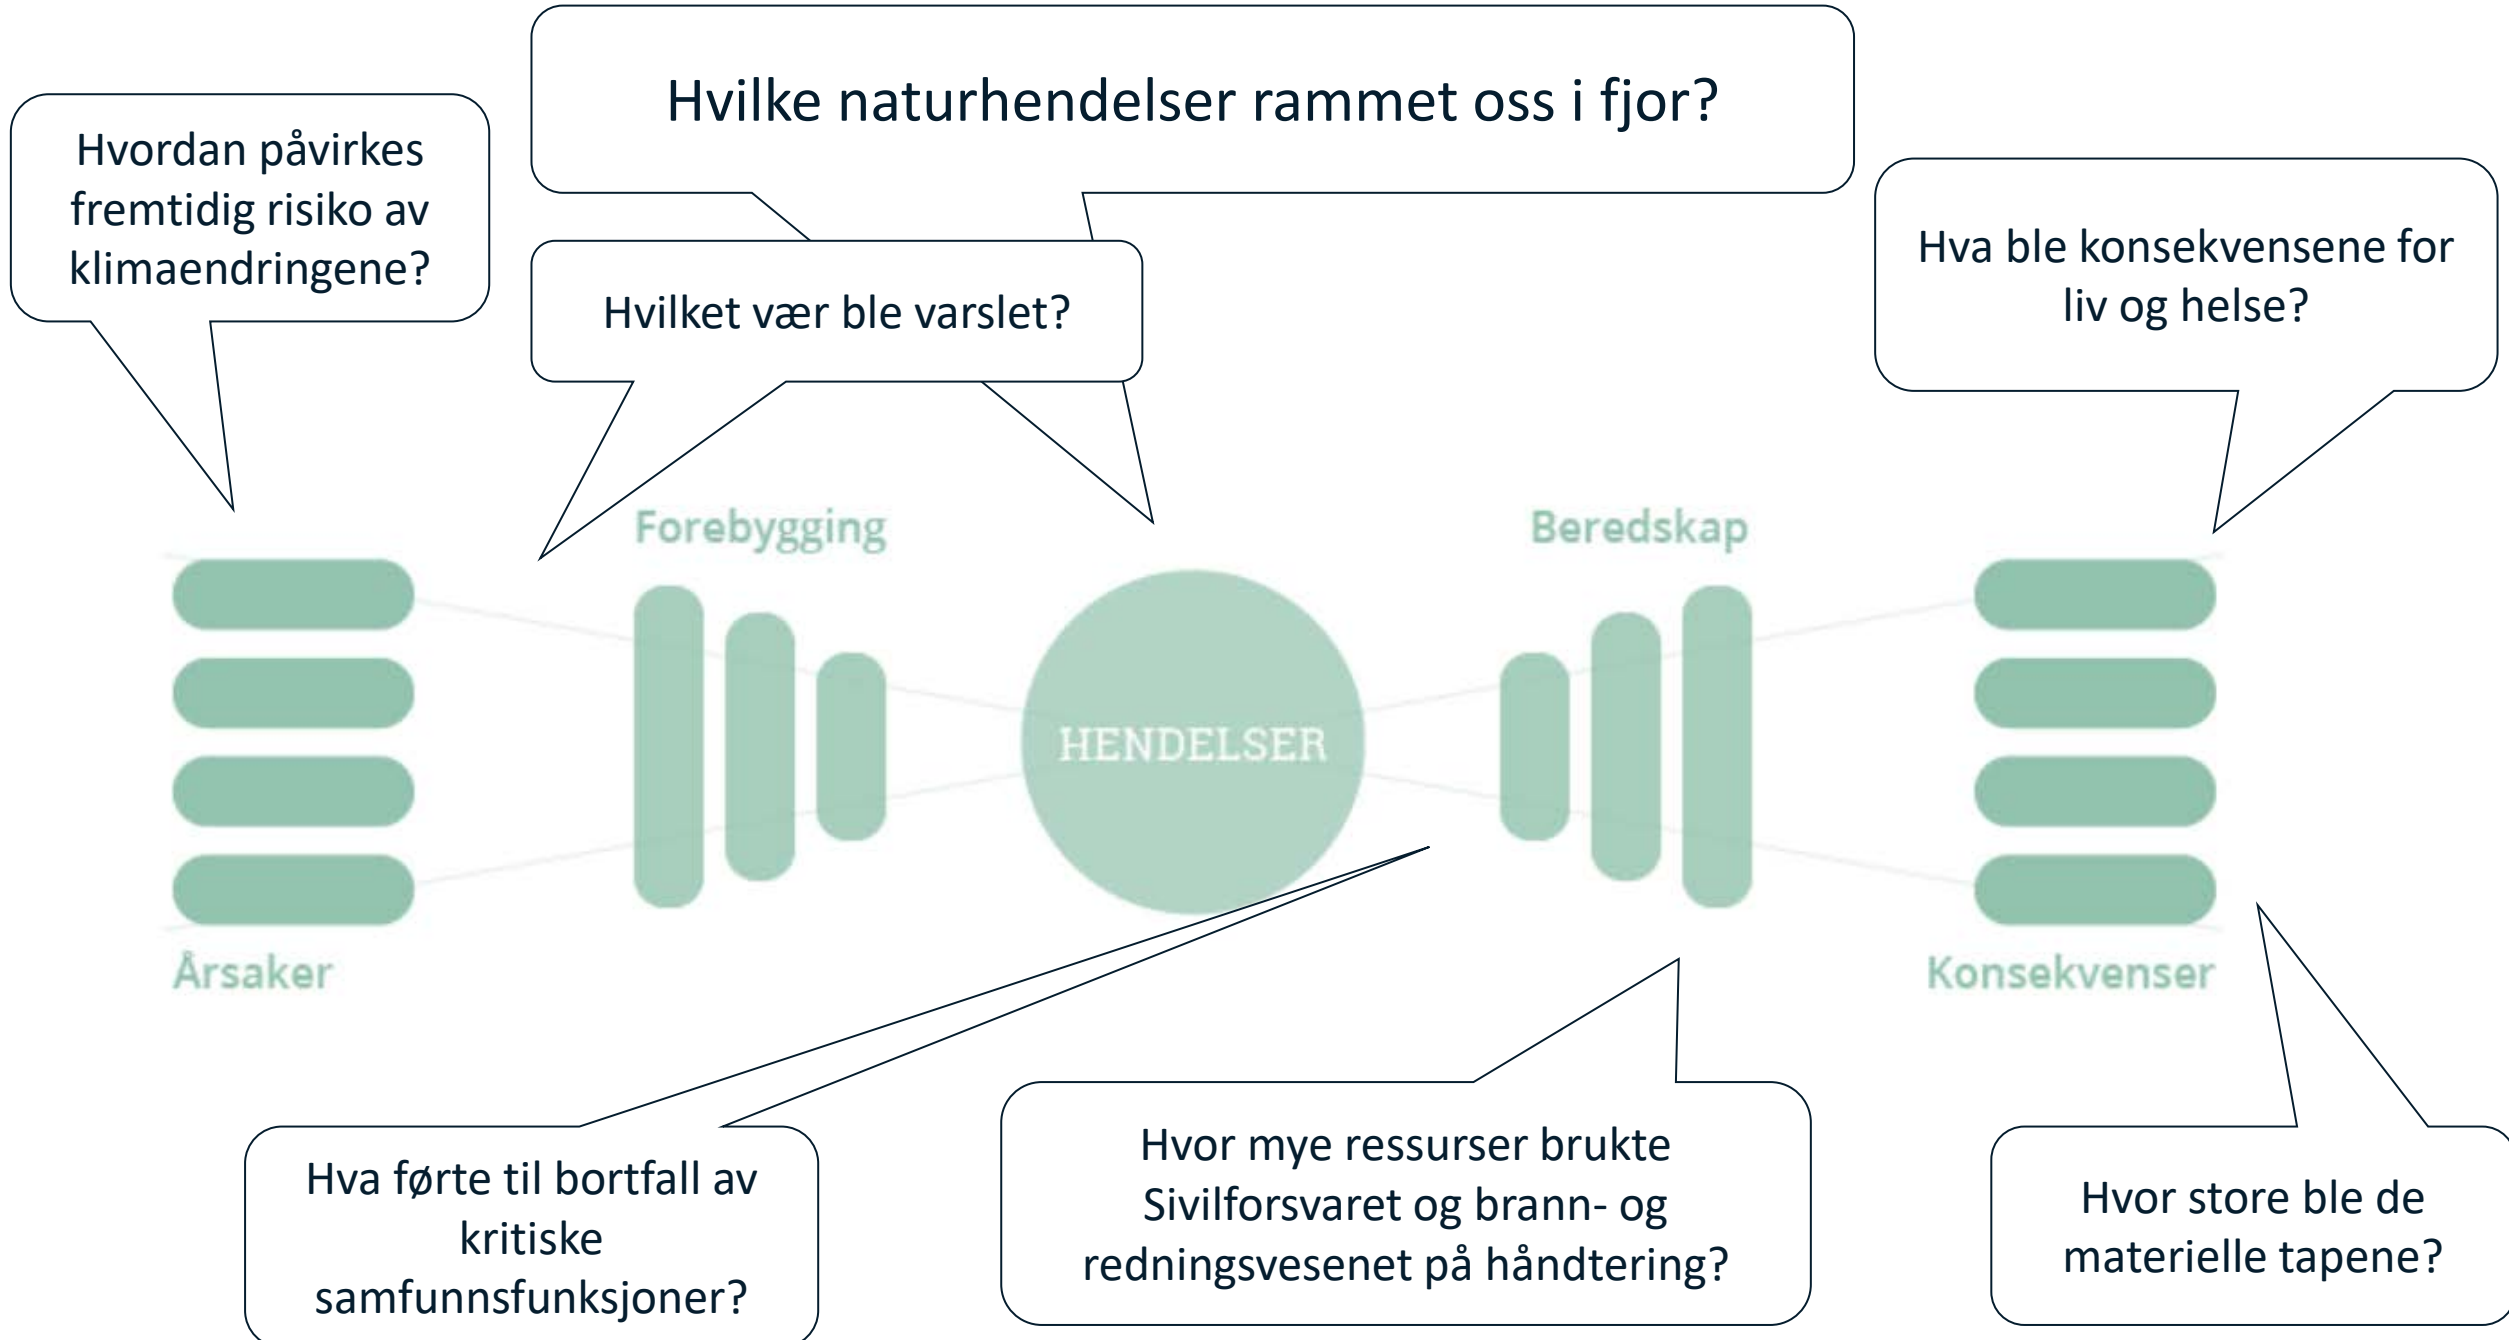 Hvilke naturhendelser rammet oss i fjor?
Hvordan påvirkes
fremtidig risiko av
klimaendringene?
Hvilket vær ble varslet?
Hva ble konsekvensene for
liv og helse?
Forebygging
Beredskap
HENDELSER
Årsaker
Konsekvenser
Hva førte til bortfall av
kritiske
samfunnsfunksjoner?
Hvor mye ressurser brukte
Sivilforsvaret og brann- og
redningsvesenet på håndtering?
Hvor store ble de
materielle tapene?